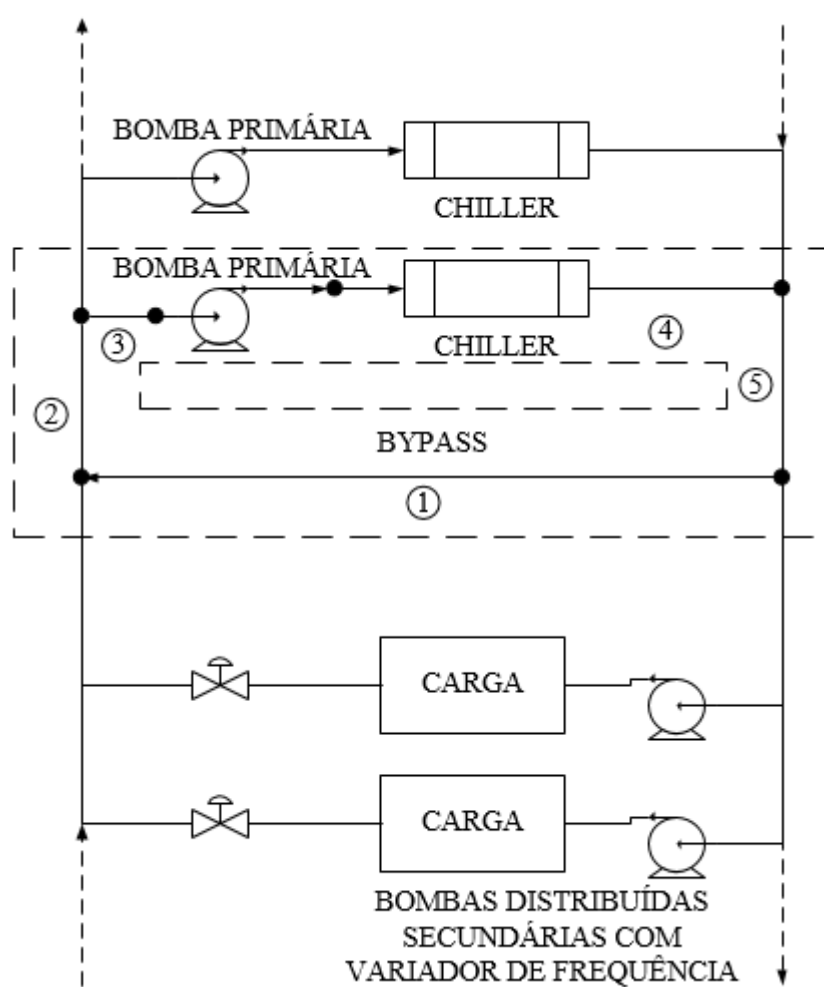 BOMBA PRIMÁRIA
CHILLER
BOMBA PRIMÁRIA
CHILLER
③
④
②
⑤
BYPASS
①
CARGA
CARGA
BOMBAS DISTRIBUÍDAS
SECUNDÁRIAS COM
VARIADOR DE FREQUÊNCIA